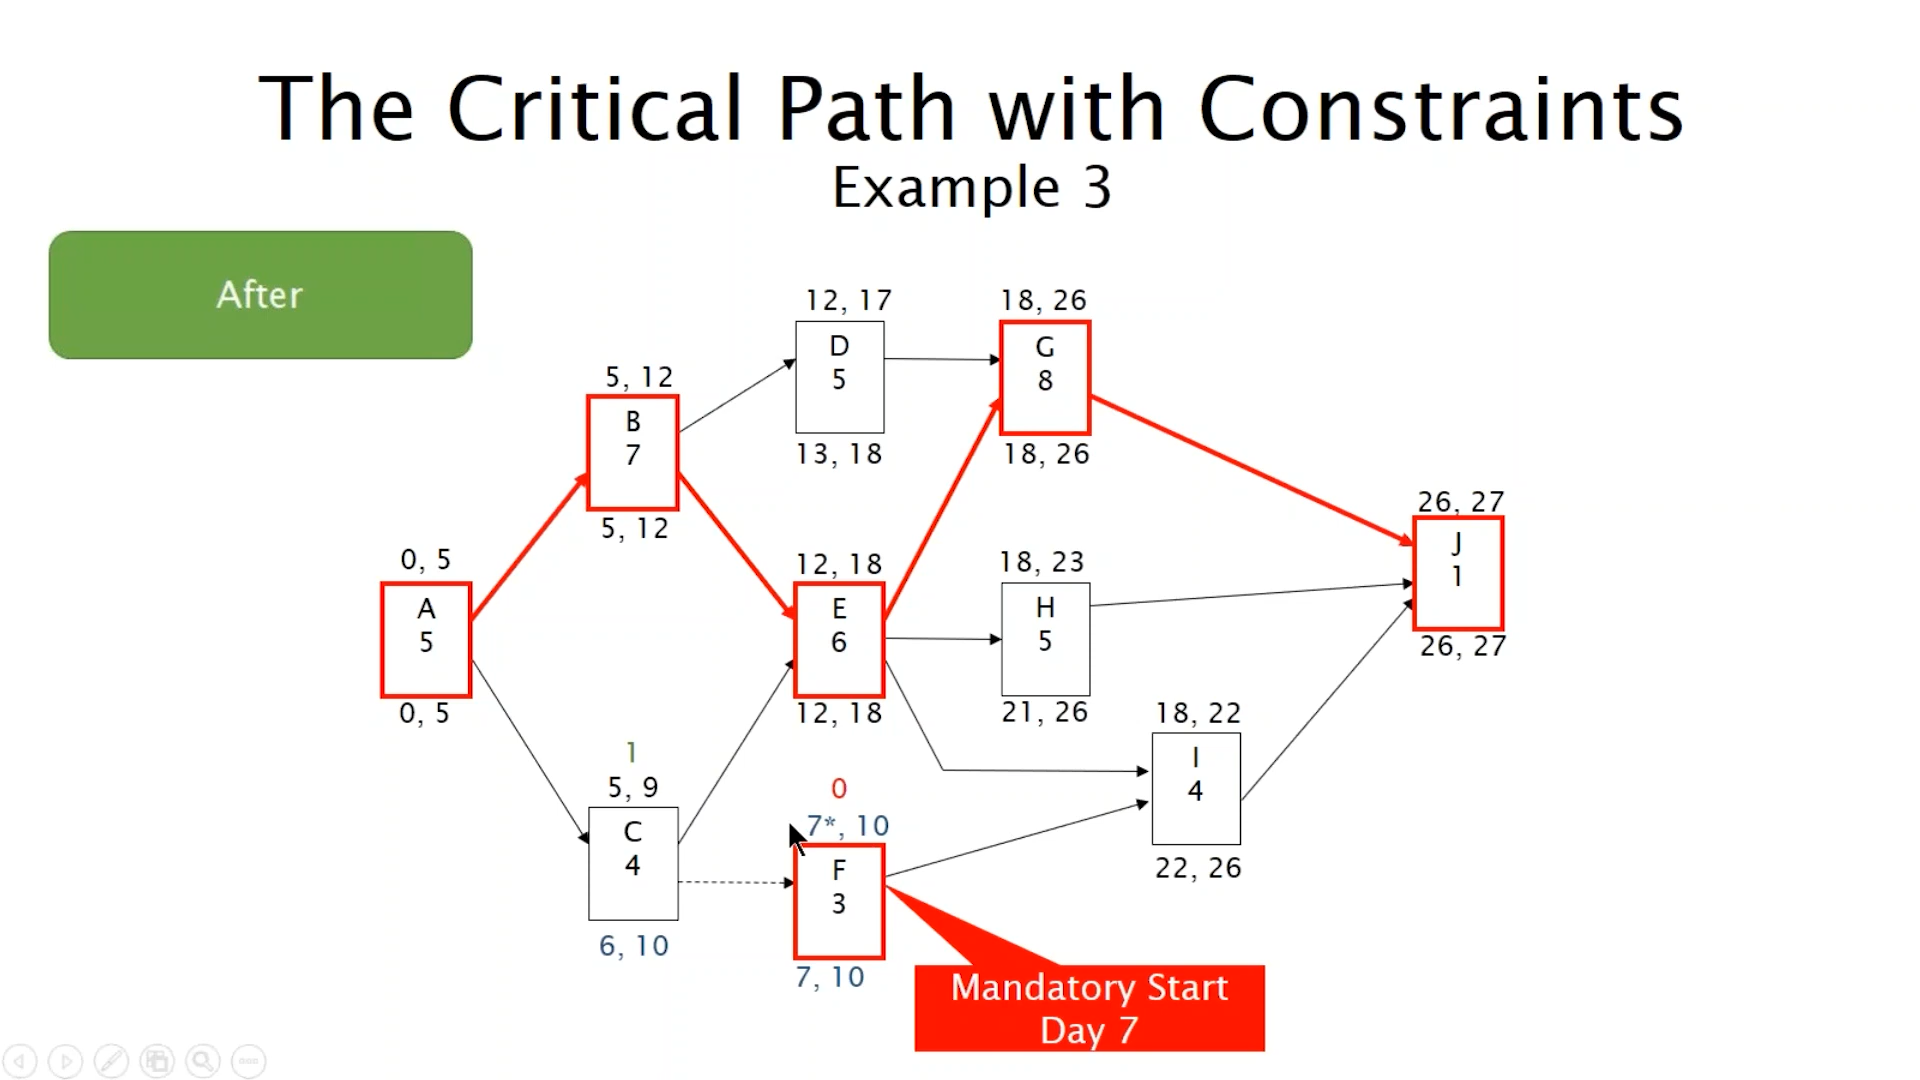 The Critical Path with Constraints
Example 3
After
12, 17
D
5
13, 18
18, 26
G
8
18, 26
5, 12
B
7
5, 12
0, 5
A
5
0, 5
12, 18
E
6
12, 18
18, 23
H
5
21, 26
26, 27
J
1
26, 27
1
5, 9
C
4
6, 10
0
7*, 10
F
3
7, 10
18, 22
I
4
22, 26
Mandatory Start
Day 7